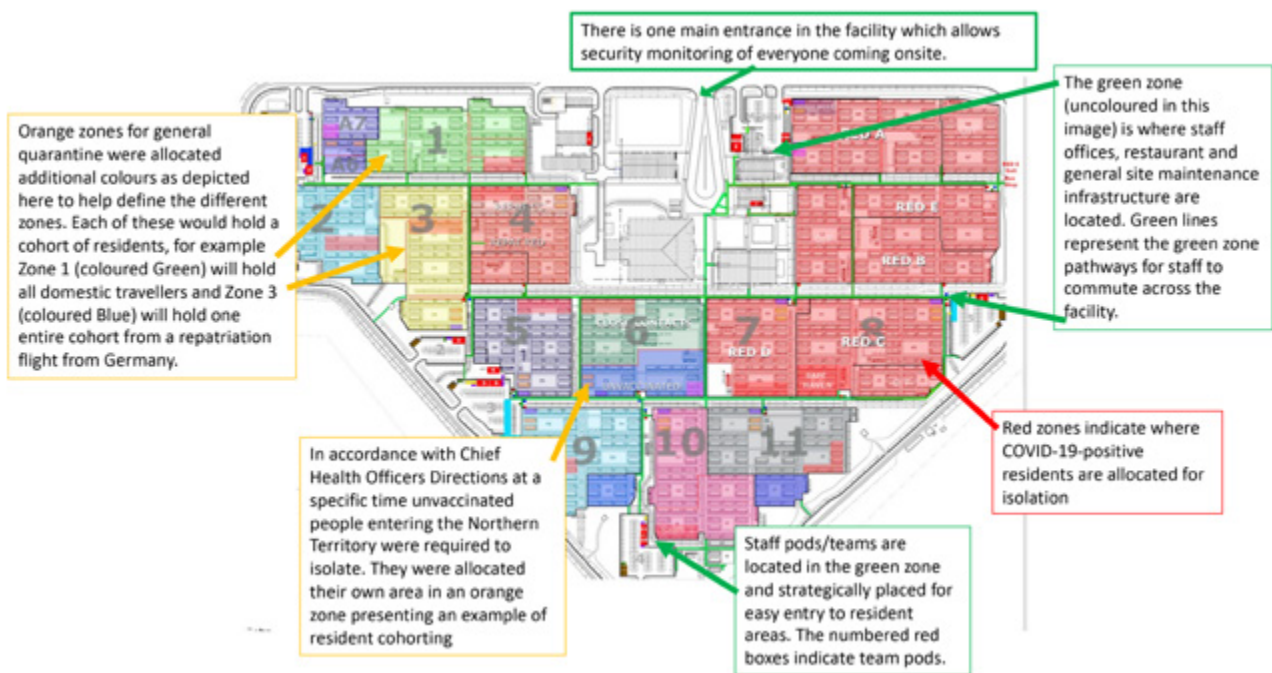 There is one main entrance in the facility which allows
security monitoring of everyone coming onsite.
The green zone
(uncoloured in this
image) is where staff
offices, restaurant and
general site maintenance
infrastructure are
located. Green lines
represent the green zone
pathways for staff to
commute across the
facility.
Orange zones for general
quarantine were allocated
additional colours as depicted
here to help define the different
zones. Each of these would hold a
cohort of residents, for example
Zone 1 (coloured Green) will hold
all domestic travellers and Zone 3
(coloured Blue) will hold one
entire cohort from a repatriation
flight from Germany.
A7
1
RED A
2
3
4
RED E
RED B
5
CLOSE CONTACT
6
UNVACCINATED
7
RED D
8
RED C
9
10
11
2
3
Red zones indicate where
COVID-19-positive
residents are allocated for
isolation
In accordance with Chief
Health Officers Directions at a
specific time unvaccinated
people entering the Northern
Territory were required to
isolate. They were allocated
their own area in an orange
zone presenting an example of
resident cohorting
Staff pods/teams are
located in the green zone
and strategically placed for
easy entry to resident
areas. The numbered red
boxes indicate team pods.